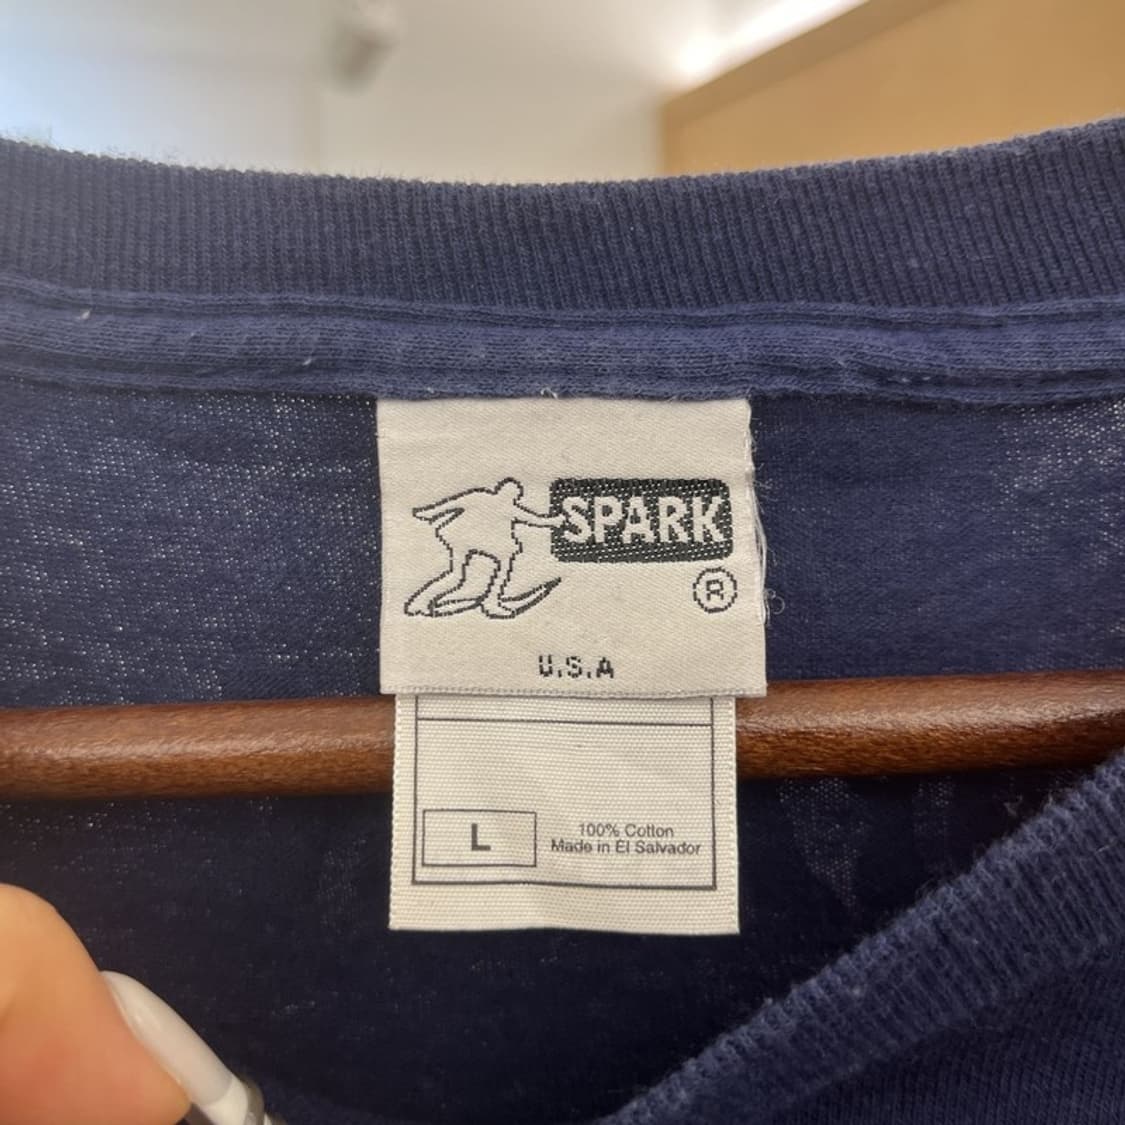 SPARK
®
U.S.A
L
100% Cotton
Made in El Salvador